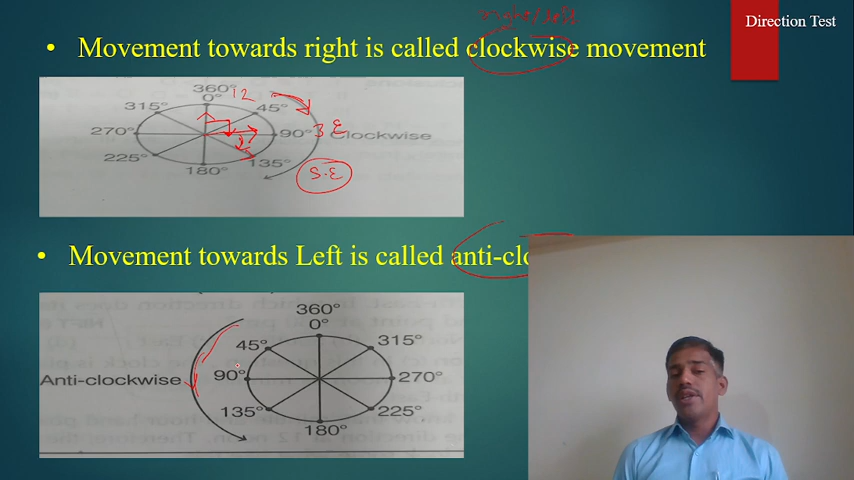 Direction Test
right/left
• Movement towards right is called clockwise movement
360°
0°
12
315°
45°
270°
90°
3 E
Clockwise
225°
135°
180°
S.E
• Movement towards Left is called anti-clo
360°
0°
45°
315°
Anti-clockwise
90°
270°
135°
225°
180°